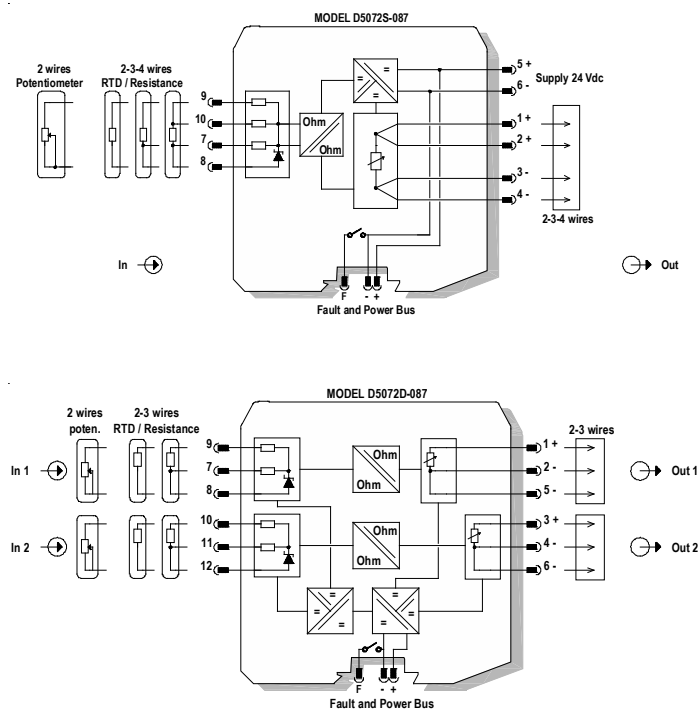 MODEL D5072S-087
2 wires
Potentiometer
2-3-4 wires
RTD / Resistance
9
10
7
8
Ohm
Ohm
=
=
=
5 +
6 -
Supply 24 Vdc
1 +
2 +
3 -
4 -
2-3-4 wires
In
Out
F
- +
Fault and Power Bus
MODEL D5072D-087
2 wires
poten.
2-3 wires
RTD / Resistance
In 1
9
7
8
Ohm
Ohm
1 +
2 -
5 -
2-3 wires
Out 1
In 2
10
11
12
Ohm
Ohm
3 +
4 -
6 -
Out 2
=
=
=
=
=
=
F
- +
Fault and Power Bus